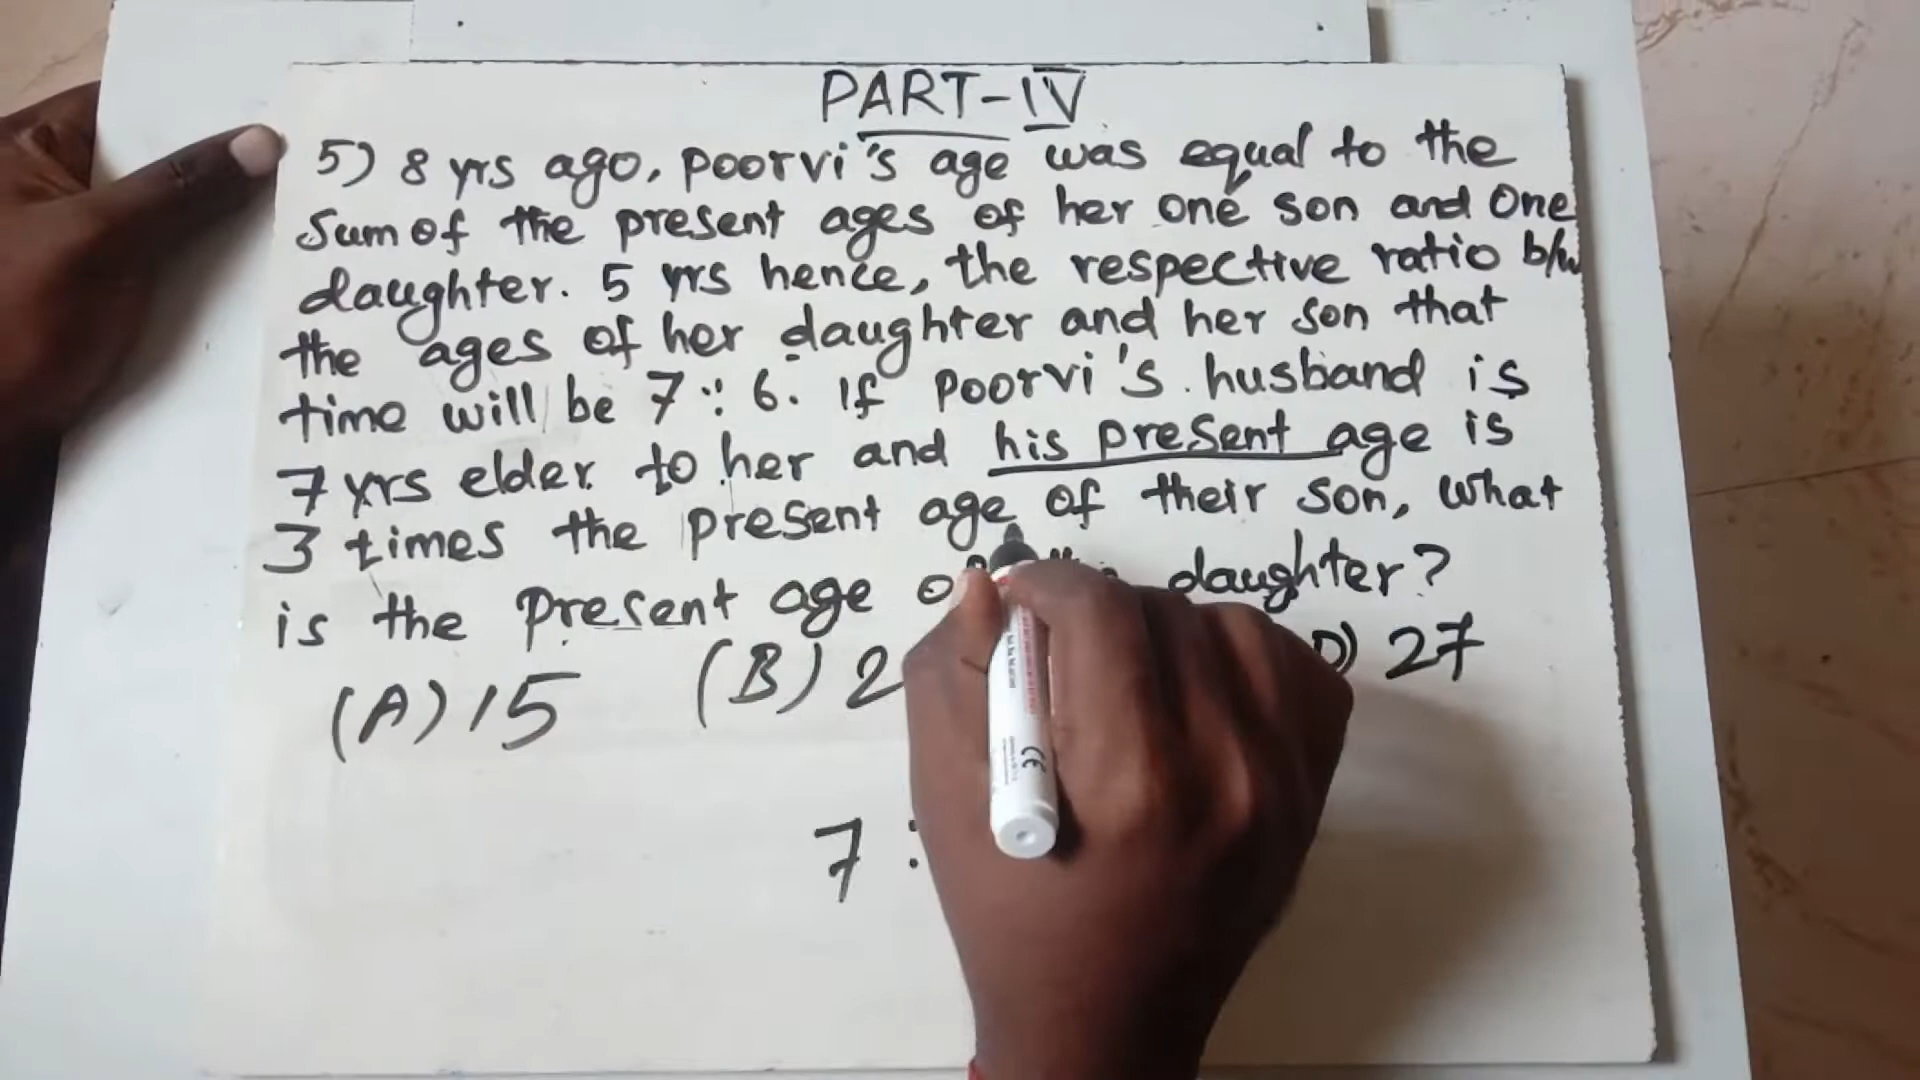 PART-IV
5) 8 yrs ago, Poorvi's age was equal to the
Sum of the present ages of her one son and one
daughter. 5 yrs hence, the respective ratio b/w
the ages of her daughter and her son that
time will be 7:6. If Poorvi's husband is
7 yrs elder to her and his present age is
3 times the present age of their son, what
is the present age daughter?
(A) 15 (B) 2 D) 27
7 :
CE